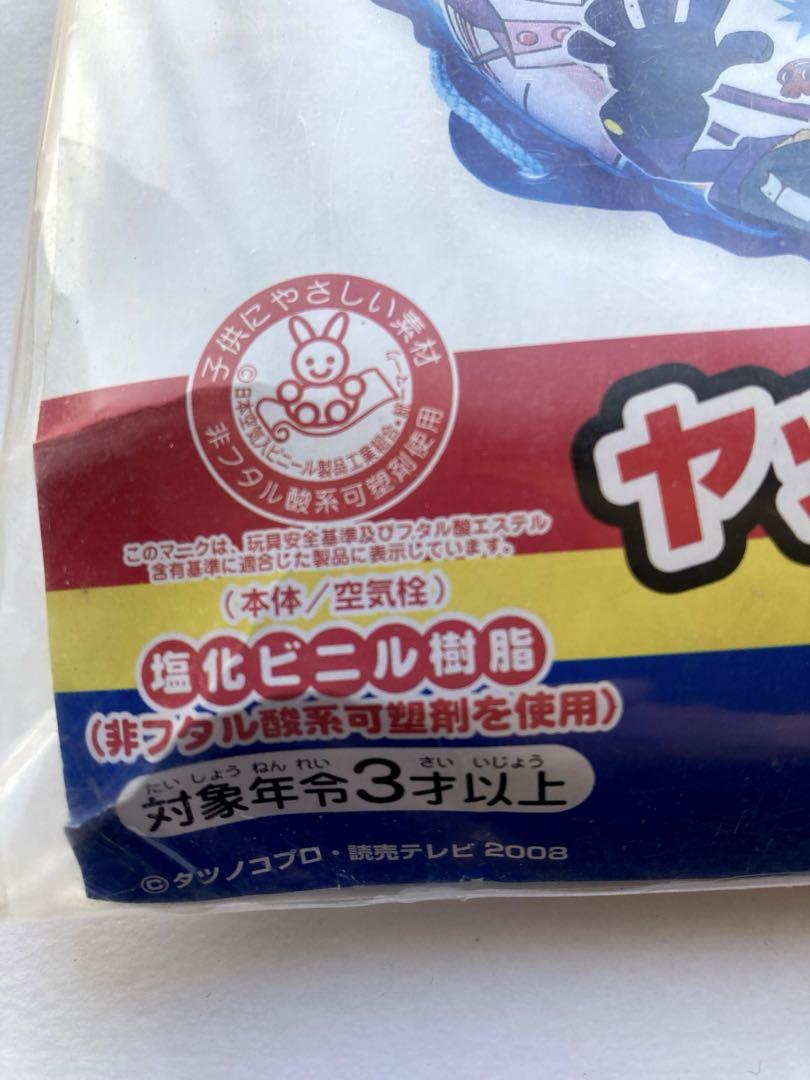 子供にやさしい素材
©日本空気入ビニール製品工業組合・
非フタル酸系可塑剤使用
このマークは、玩具安全基準及びフタル酸エステル
含有基準に適合した製品に表示しています。
(本体/空気栓)
塩化ビニル樹脂
(非フタル酸系可塑剤を使用)
たいしょうねんれい さい いじょう
対象年令3才以上
©タツノコプロ・読売テレビ 2008
ヤッ